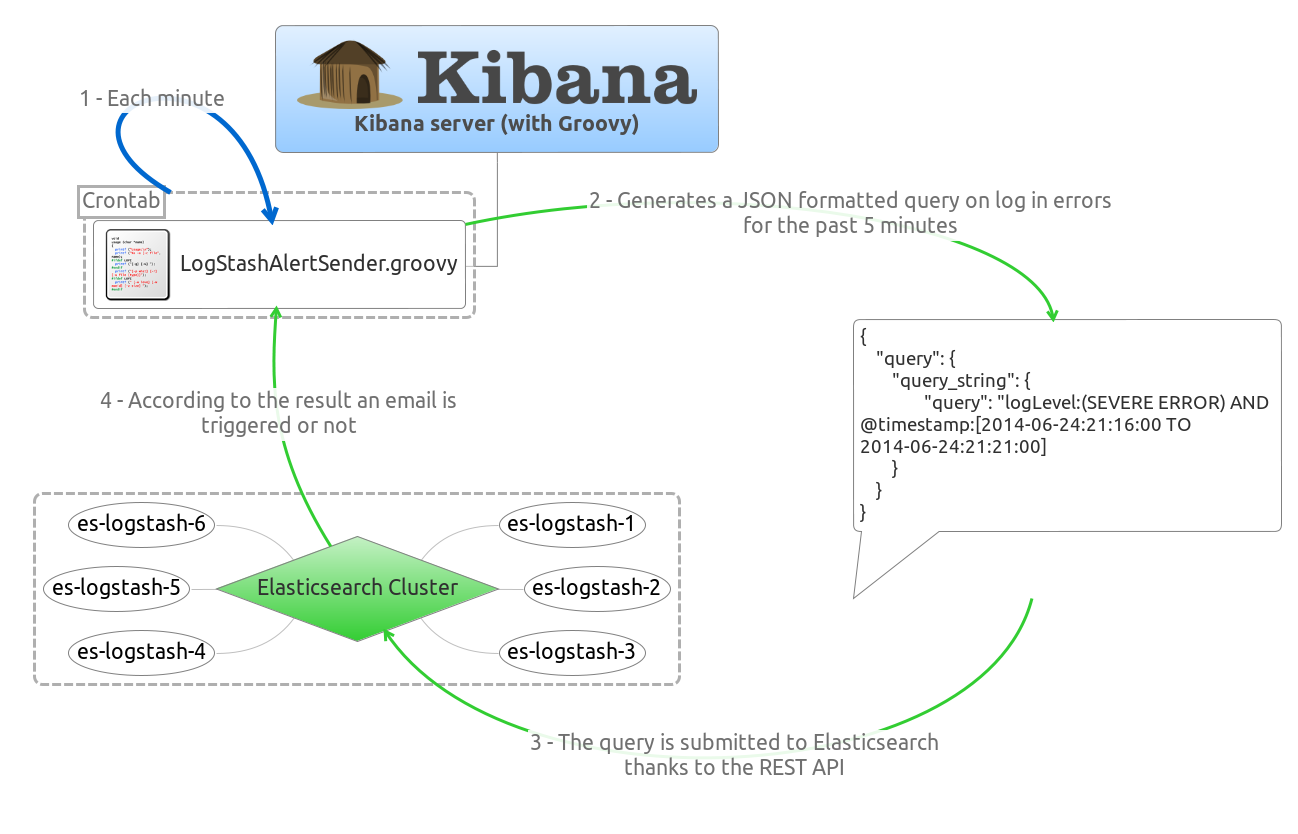 Kibana
Kibana server (with Groovy)
1 - Each minute
Crontab
LogStashAlertSender.groovy
2 - Generates a JSON formatted query on log in errors
for the past 5 minutes
{
"query": {
"query_string": {
"query": "logLevel:(SEVERE ERROR) AND
@timestamp:[2014-06-24:21:16:00 TO
2014-06-24:21:21:00]
}
}
}
4 - According to the result an email is
triggered or not
es-logstash-6
es-logstash-1
es-logstash-5
Elasticsearch Cluster
es-logstash-2
es-logstash-4
es-logstash-3
3 - The query is submitted to Elasticsearch
thanks to the REST API